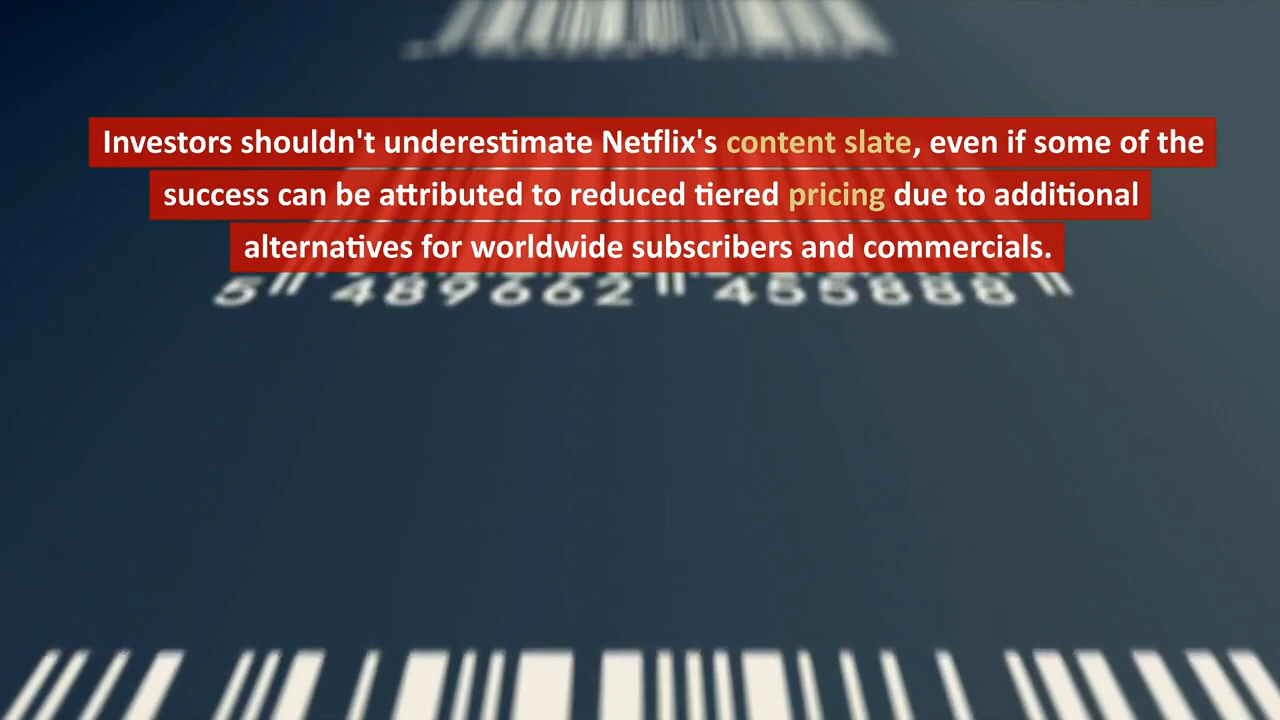 Investors shouldn't underestimate Netflix's content slate, even if some of the
success can be attributed to reduced tiered pricing due to additional
alternatives for worldwide subscribers and commercials.
5 489662 455888